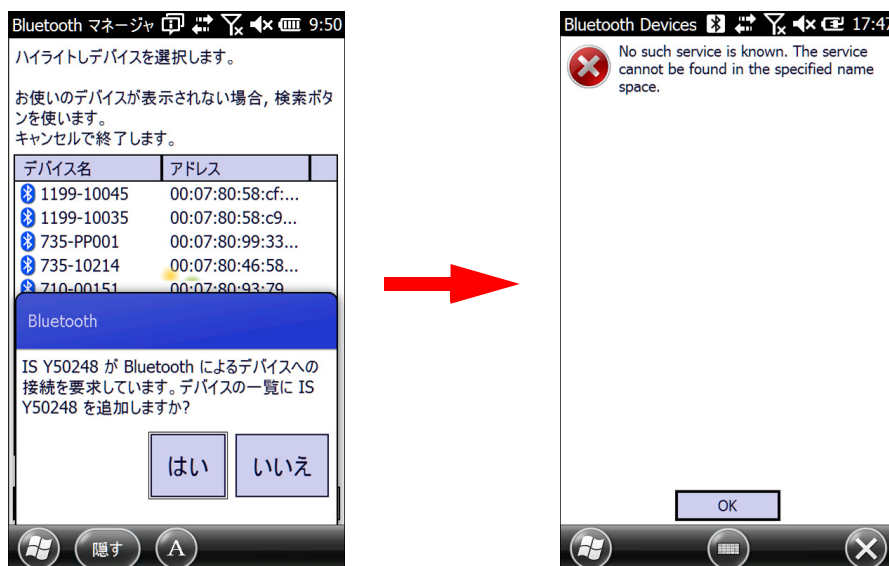 Bluetooth マネージャ 9:50
ハイライトしデバイスを選択します。
お使いのデバイスが表示されない場合, 検索ボタ
ンを使います。
キャンセルで終了します。
デバイス名 アドレス
1199-10045 00:07:80:58:cf:...
1199-10035 00:07:80:58:c9...
735-PP001 00:07:80:99:33...
735-10214 00:07:80:46:58...
710-00151 00:07:80:93:79
Bluetooth
IS Y50248 が Bluetooth によるデバイスへの
接続を要求しています。デバイスの一覧に IS
Y50248 を追加しますか?
はい いいえ
隠す A
Bluetooth Devices 17:47
No such service is known. The service
cannot be found in the specified name
space.
OK